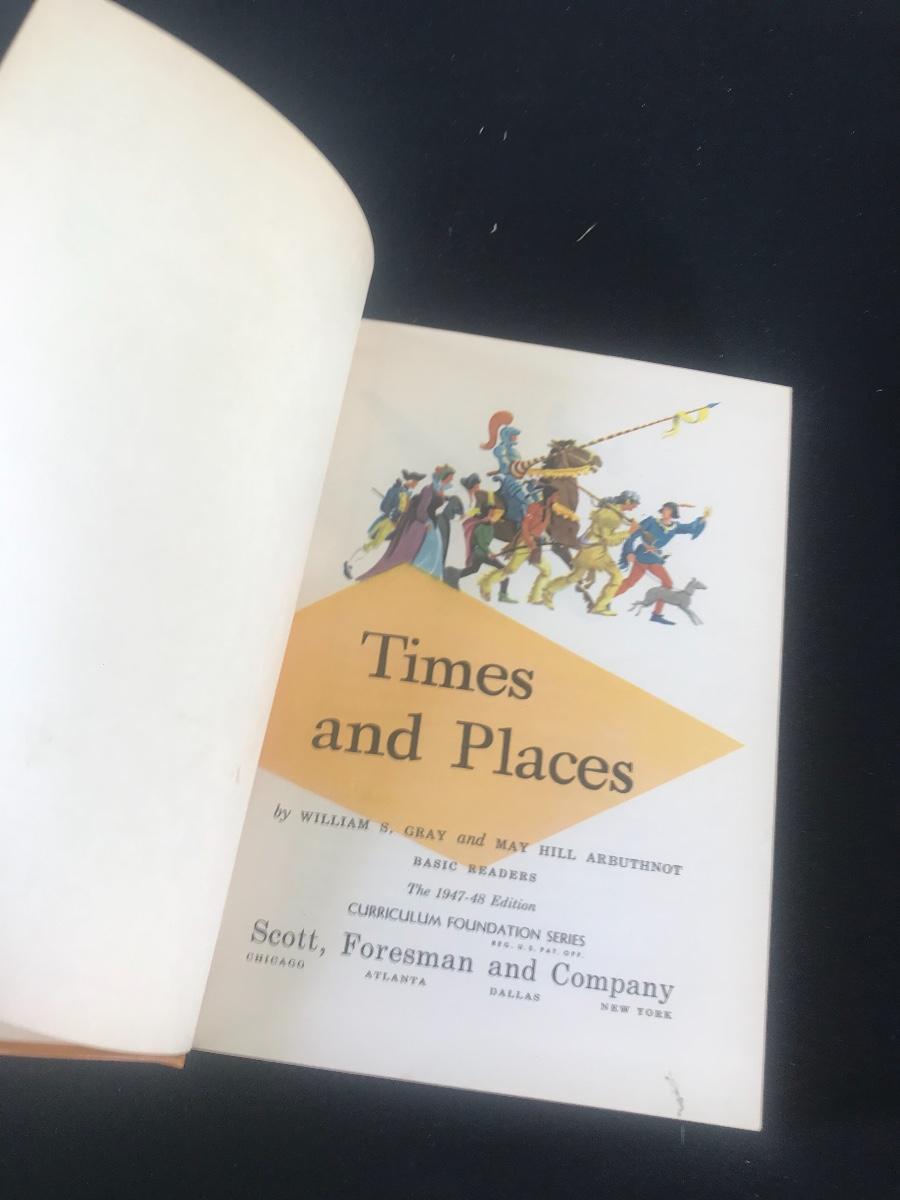 Times
and Places
by WILLIAM S. GRAY and MAY HILL ARBUTHNOT
BASIC READERS
The 1947-48 Edition
CURRICULUM FOUNDATION SERIES
REG. U.S. PAT. OFF.
Scott, Foresman and Company
CHICAGO ATLANTA DALLAS NEW YORK